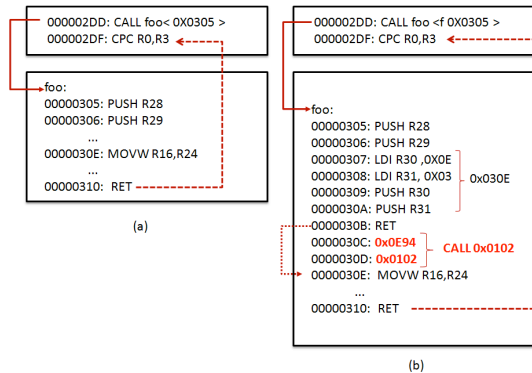 000002DD: CALL foo< 0X0305 >
000002DF: CPC R0,R3
foo:
00000305: PUSH R28
00000306: PUSH R29
...
0000030E: MOVW R16,R24
...
00000310: RET
(a)
000002DD: CALL foo <f 0X0305 >
000002DF: CPC R0,R3
foo:
00000305: PUSH R28
00000306: PUSH R29
00000307: LDI R30 ,0X0E
00000308: LDI R31, 0X03
00000309: PUSH R30
0000030A: PUSH R31
0x030E
0000030B: RET
0000030C: 0x0E94
0000030D: 0x0102
CALL 0x0102
0000030E: MOVW R16,R24
...
00000310: RET
(b)